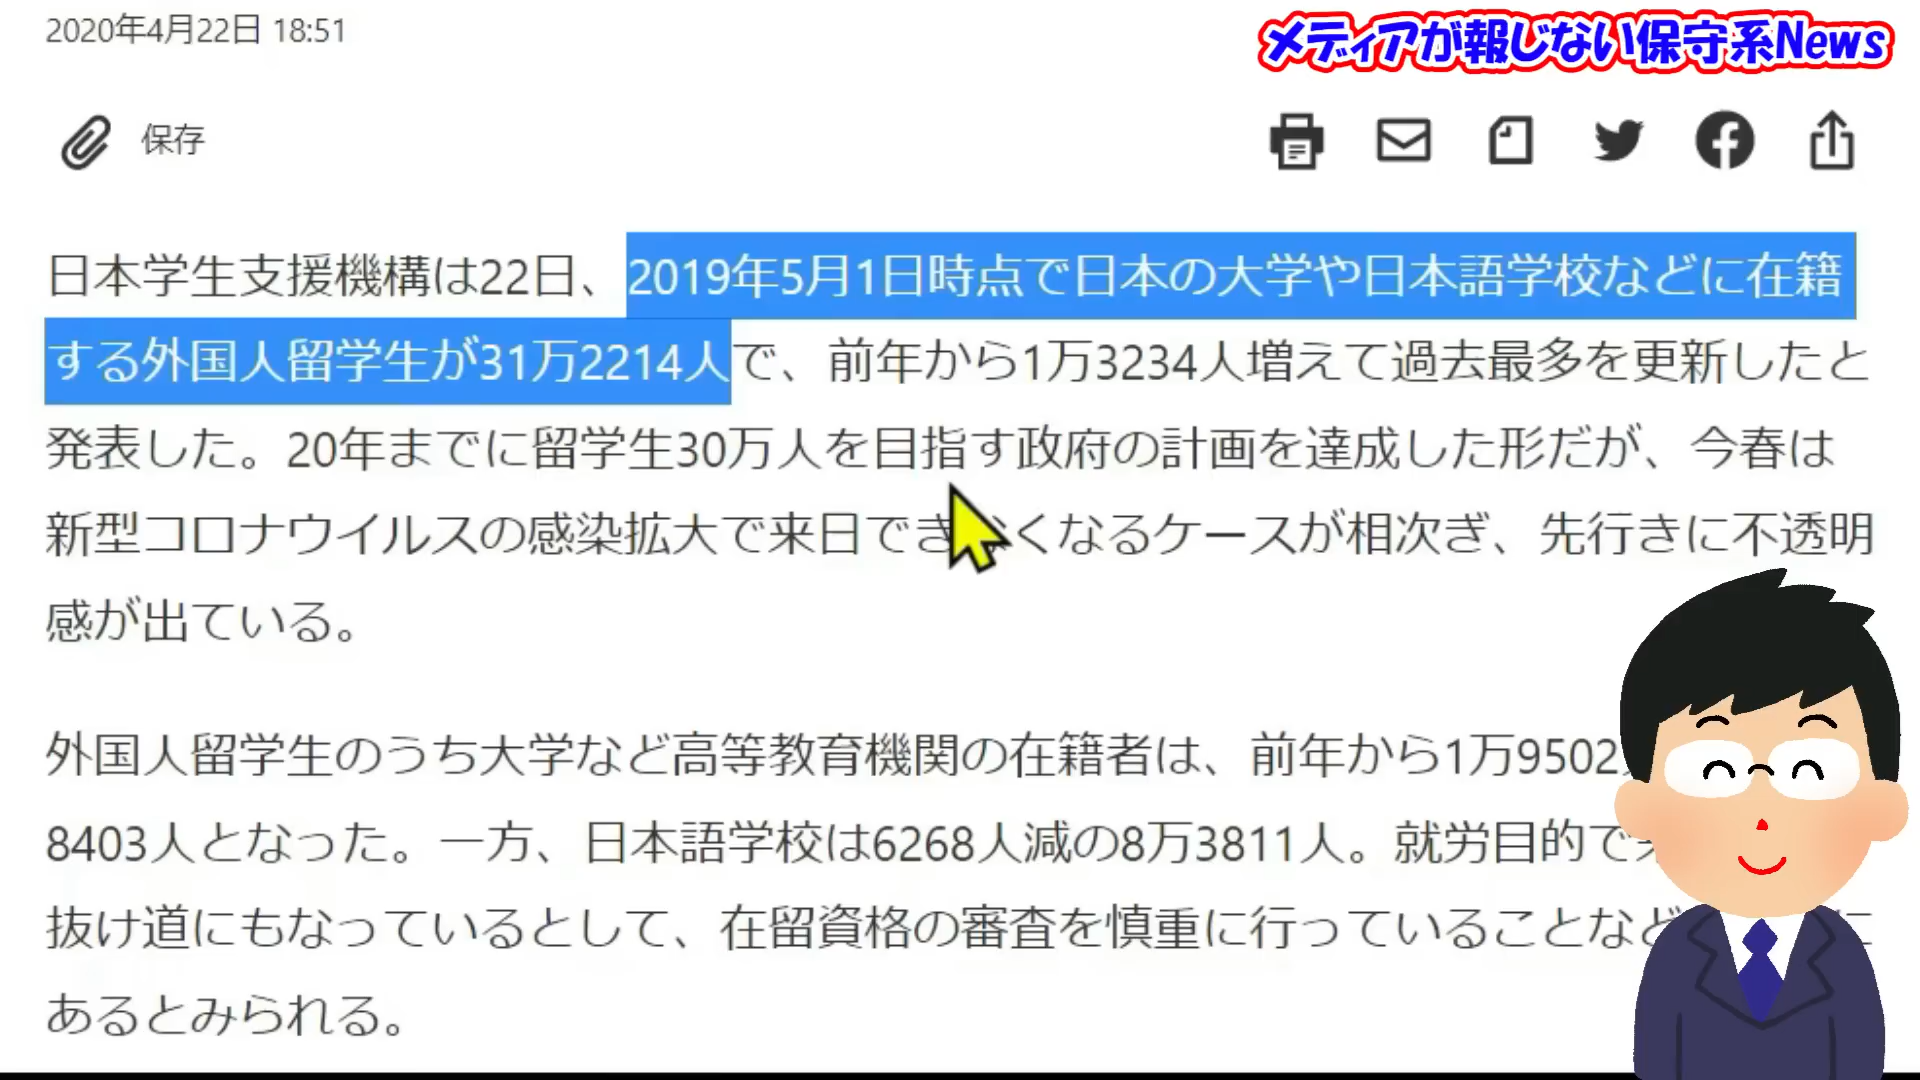 2020年4月22日 18:51
メディアが報じない保守系News
保存
日本学生支援機構は22日、2019年5月1日時点で日本の大学や日本語学校などに在籍
する外国人留学生が31万2214人で、前年から1万3234人増えて過去最多を更新したと
発表した。20年までに留学生30万人を目指す政府の計画を達成した形だが、今春は
新型コロナウイルスの感染拡大で来日できなくなるケースが相次ぎ、先行きに不透明
感が出ている。
外国人留学生のうち大学など高等教育機関の在籍者は、前年から1万9502
8403人となった。一方、日本語学校は6268人減の8万3811人。就労目的で
抜け道にもなっているとして、在留資格の審査を慎重に行っていることなど
あるとみられる。